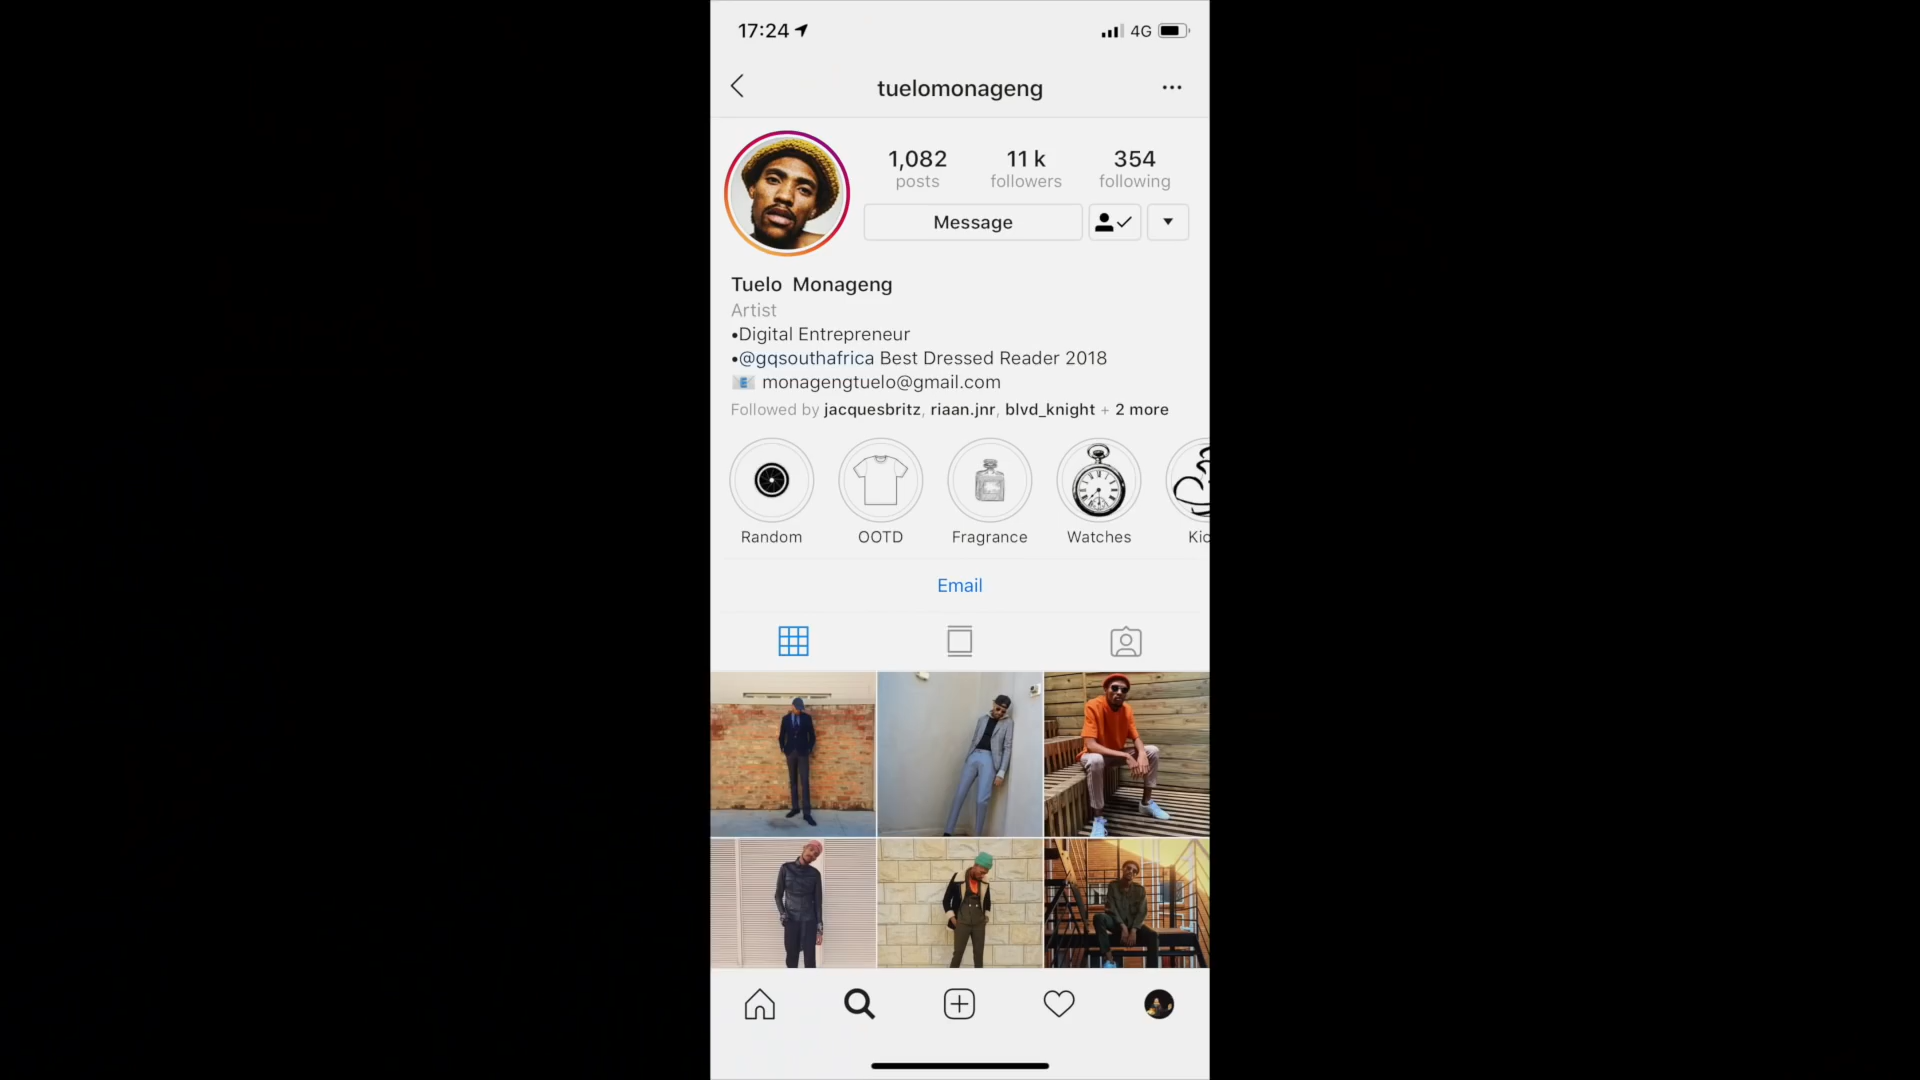 17:24
4G
tuelomonageng
1,082 11 k 354
posts followers following
Message
Tuelo Monageng
Artist
•Digital Entrepreneur
•@gqsouthafrica Best Dressed Reader 2018
📧 monagengtuelo@gmail.com
Followed by jacquesbritz, riaan.jnr, blvd_knight + 2 more
Random OOTD Fragrance Watches Kic
Email